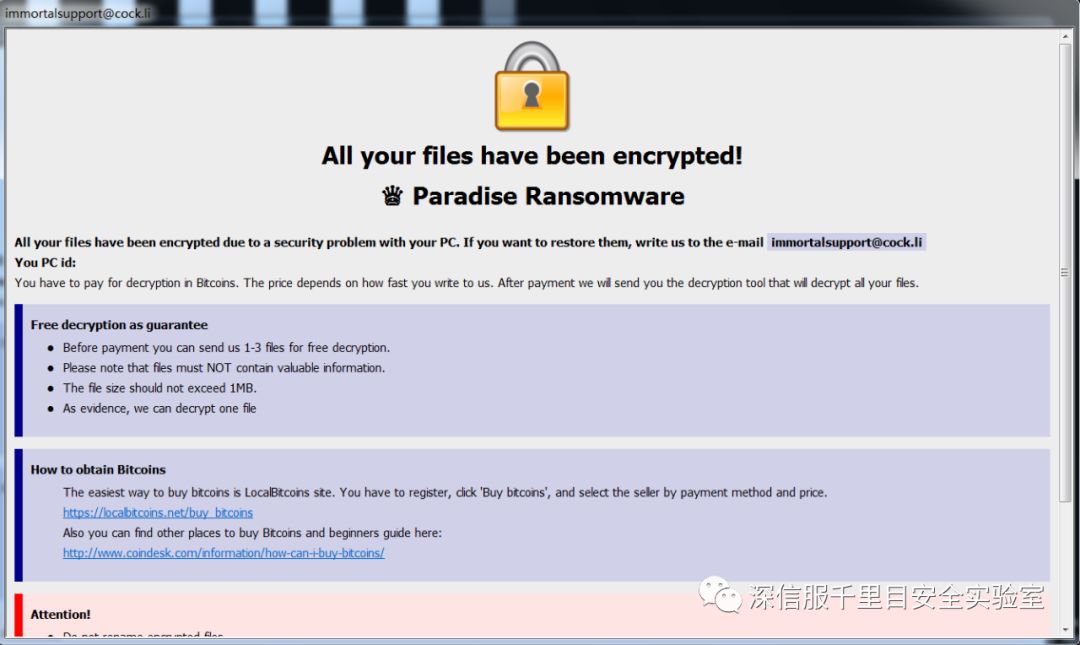 immortalsupport@cock.li
All your files have been encrypted!
♛ Paradise Ransomware
All your files have been encrypted due to a security problem with your PC. If you want to restore them, write us to the e-mail immortalsupport@cock.li
You PC id:
You have to pay for decryption in Bitcoins. The price depends on how fast you write to us. After payment we will send you the decryption tool that will decrypt all your files.
Free decryption as guarantee
● Before payment you can send us 1-3 files for free decryption.
● Please note that files must NOT contain valuable information.
● The file size should not exceed 1MB.
● As evidence, we can decrypt one file
How to obtain Bitcoins
The easiest way to buy bitcoins is LocalBitcoins site. You have to register, click 'Buy bitcoins', and select the seller by payment method and price.
https://localbitcoins.net/buy_bitcoins
Also you can find other places to buy Bitcoins and beginners guide here:
http://www.coindesk.com/information/how-can-i-buy-bitcoins/
Attention!
● Do not rename encrypted files
深信服千里目安全实验室